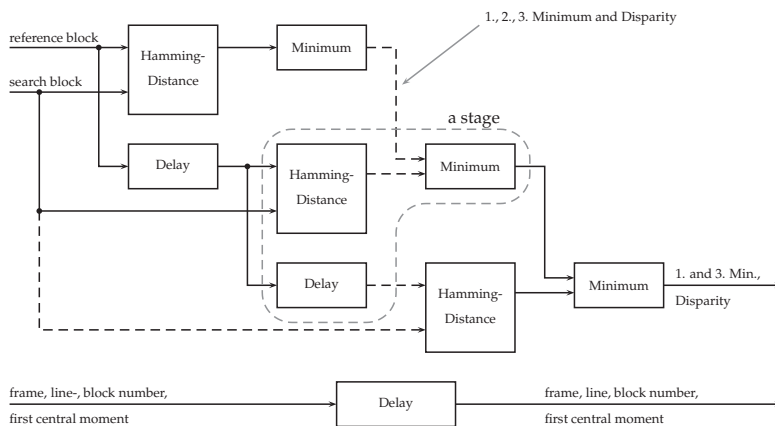 1., 2., 3. Minimum and Disparity
reference block
Hamming-
Distance
Minimum
search block
a stage
Delay
Hamming-
Distance
Minimum
Delay
Hamming-
Distance
Minimum
1. and 3. Min.,
Disparity
frame, line-, block number,
first central moment
Delay
frame, line, block number,
first central moment